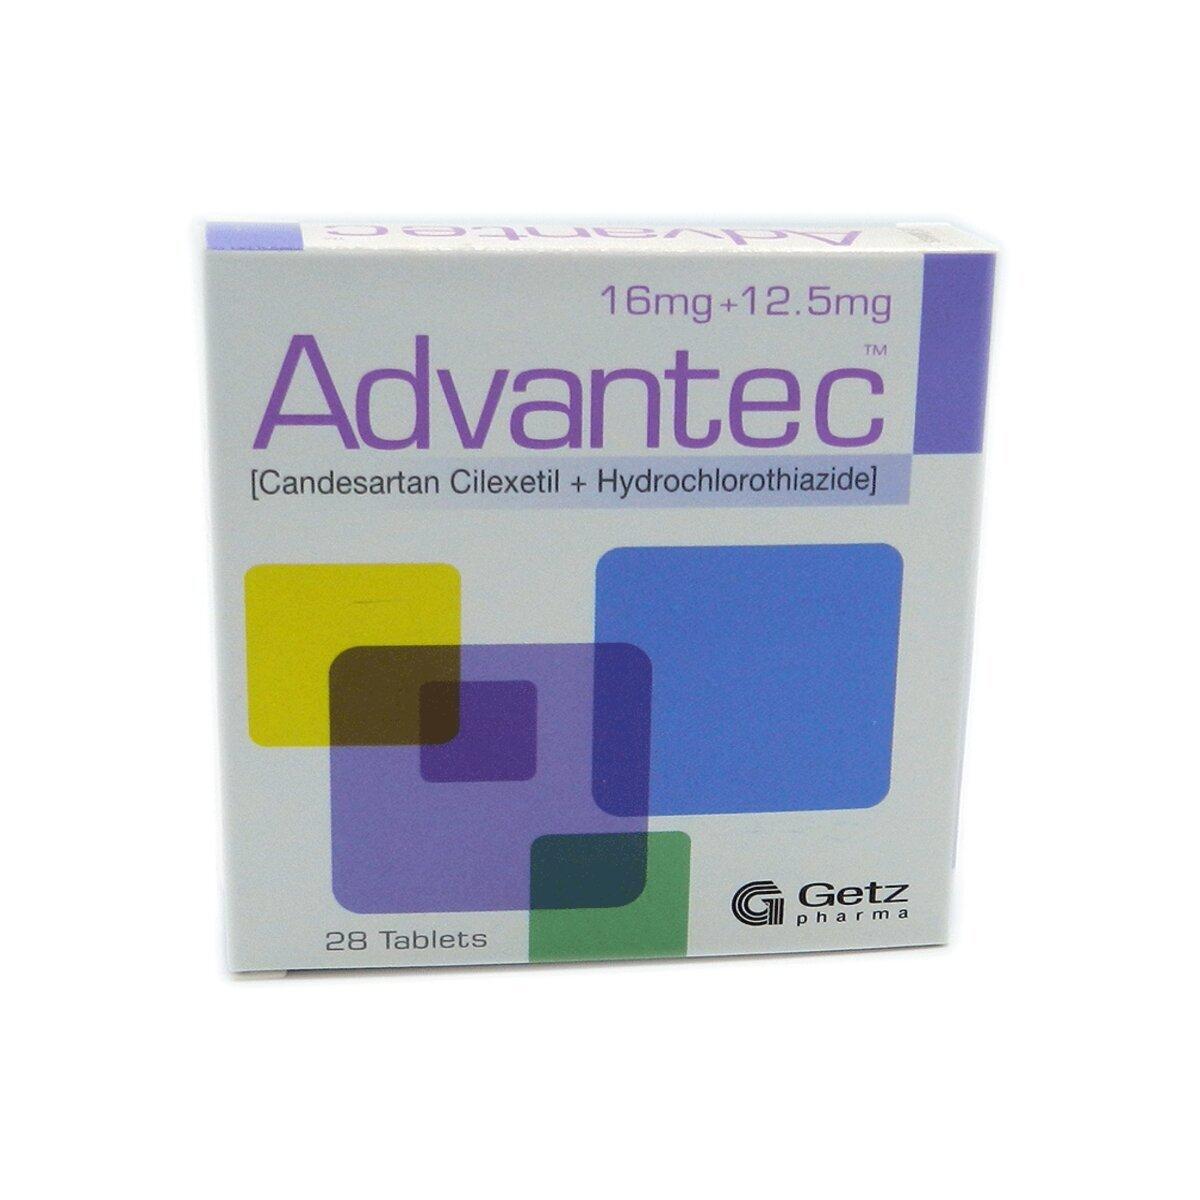 Advantec
16mg+12.5mg
Advantec™
[Candesartan Cilexetil + Hydrochlorothiazide]
28 Tablets
G Getz
pharma